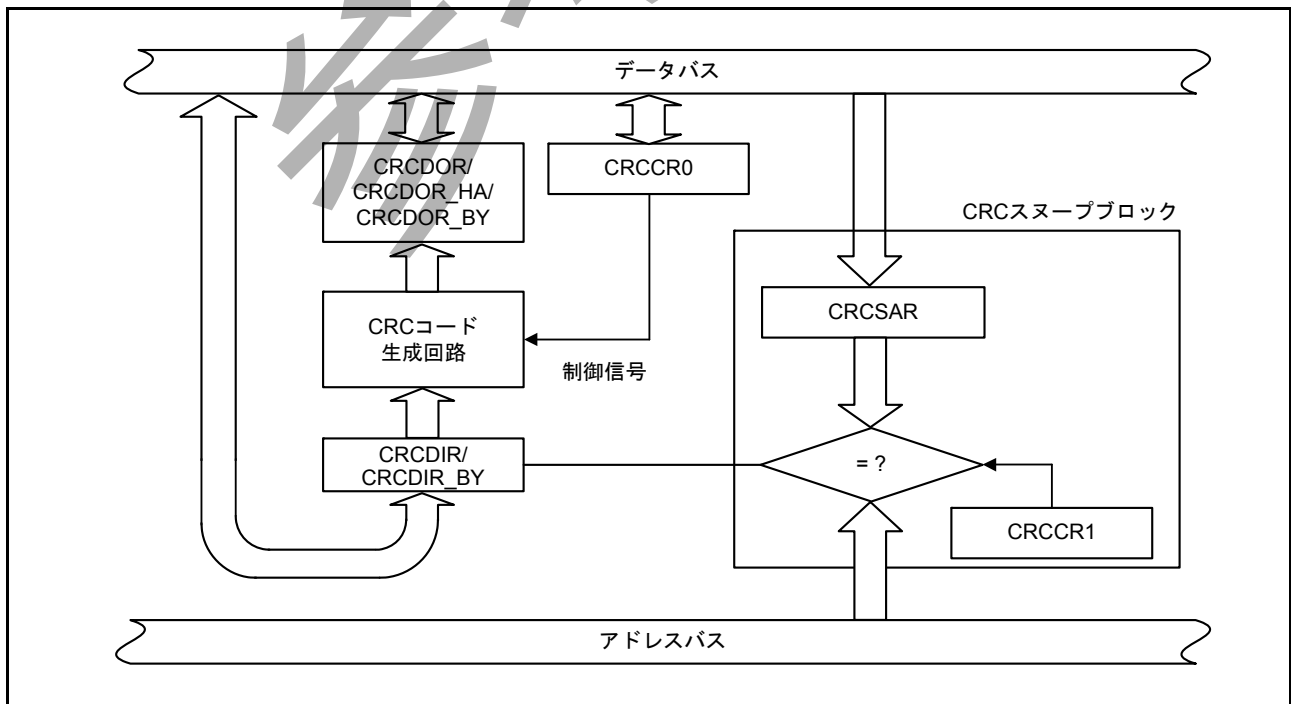 データバス
CRCDOR/
CRCDOR_HA/
CRCDOR_BY
CRCCR0
CRCスヌープブロック
CRCSAR
CRCコード
生成回路
制御信号
CRCDIR/
CRCDIR_BY
= ?
CRCCR1
アドレスバス